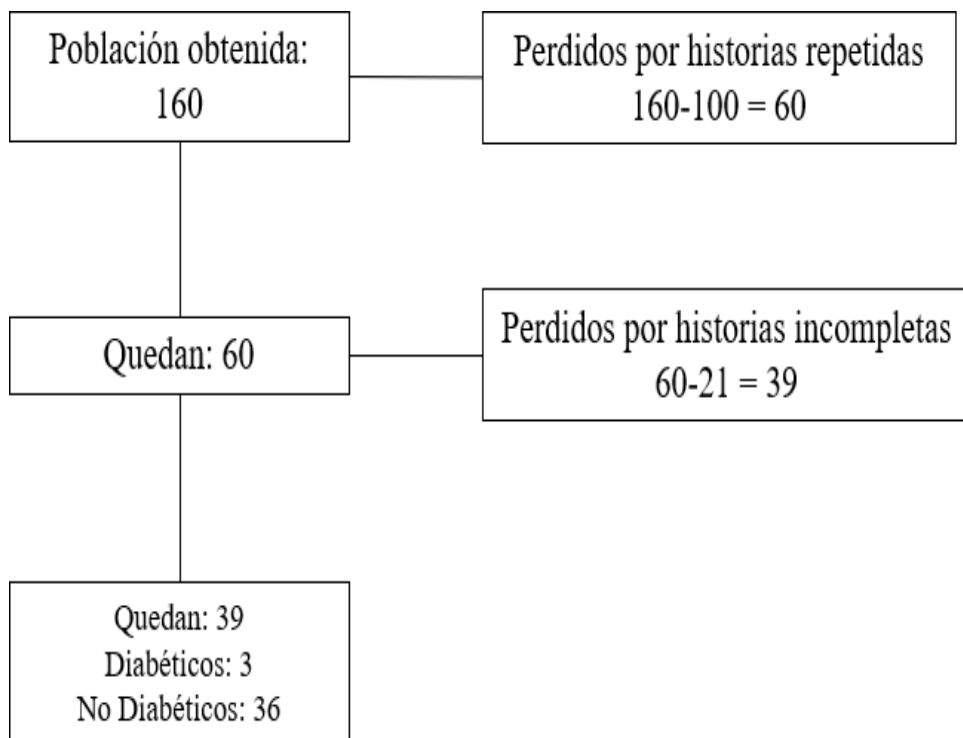 Población obtenida:
160
Perdidos por historias repetidas
160-100 = 60
Quedan: 60
Perdidos por historias incompletas
60-21 = 39
Quedan: 39
Diabéticos: 3
No Diabéticos: 36